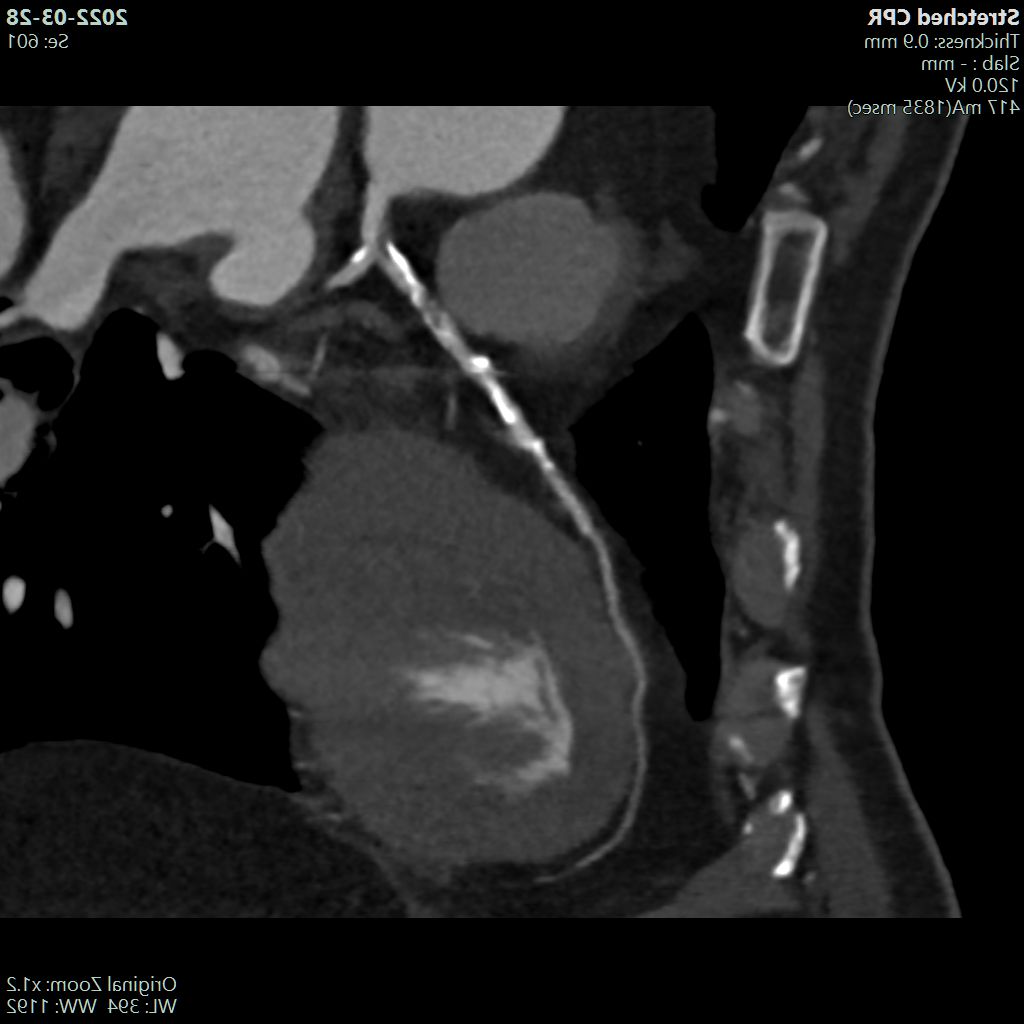 Stretched CPR
Thickness: 0.9 mm
Slab : - mm
120.0 kV
417 mA(1835 msec)
2022-03-28
Se: 601
Original Zoom: x1.2
WL: 394 WW: 1192